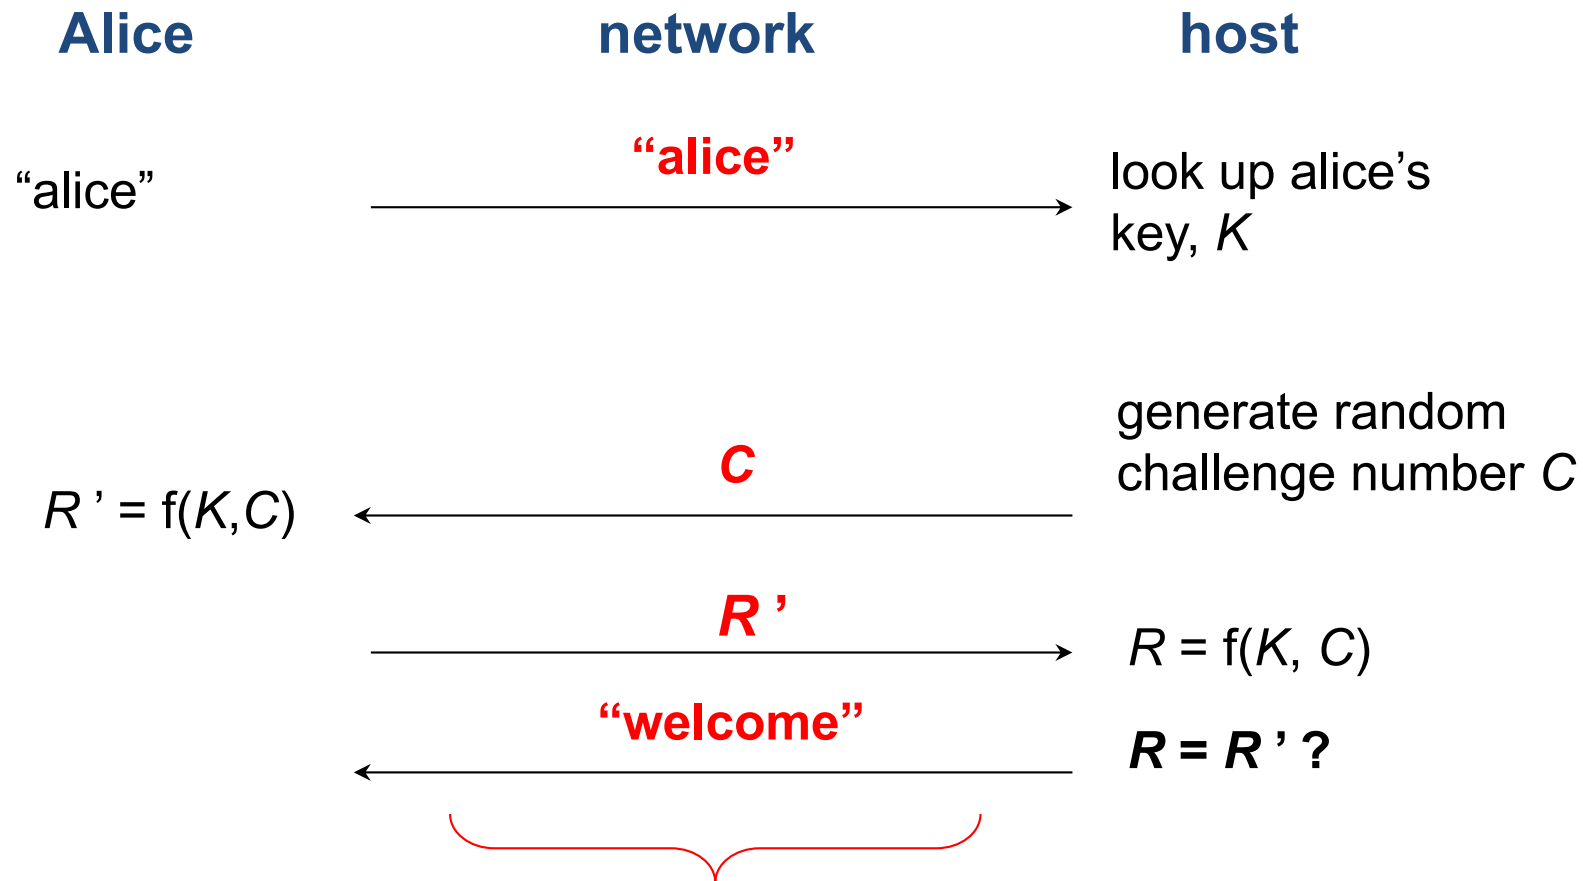 Alice network host
“alice”
“alice”
look up alice’s
key, K
generate random
challenge number C
C
R ’ = f(K,C)
R ’
R = f(K, C)
“welcome”
R = R ’ ?